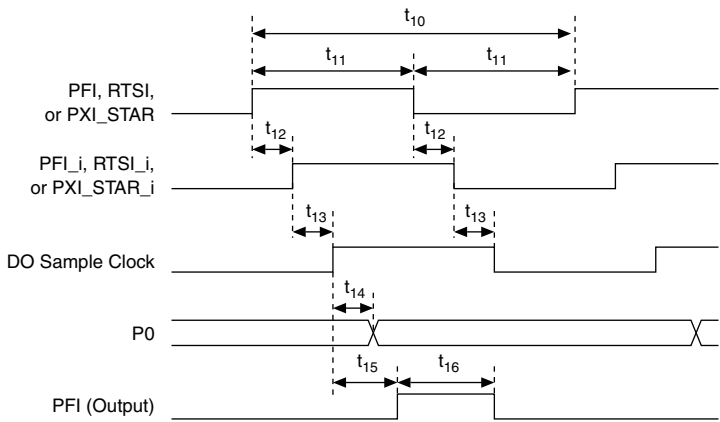 t10
t11 t11
PFI, RTSI,
or PXI_STAR
t12 t12
PFI_i, RTSI_i,
or PXI_STAR_i
t13 t13
DO Sample Clock
t14
P0
t15 t16
PFI (Output)